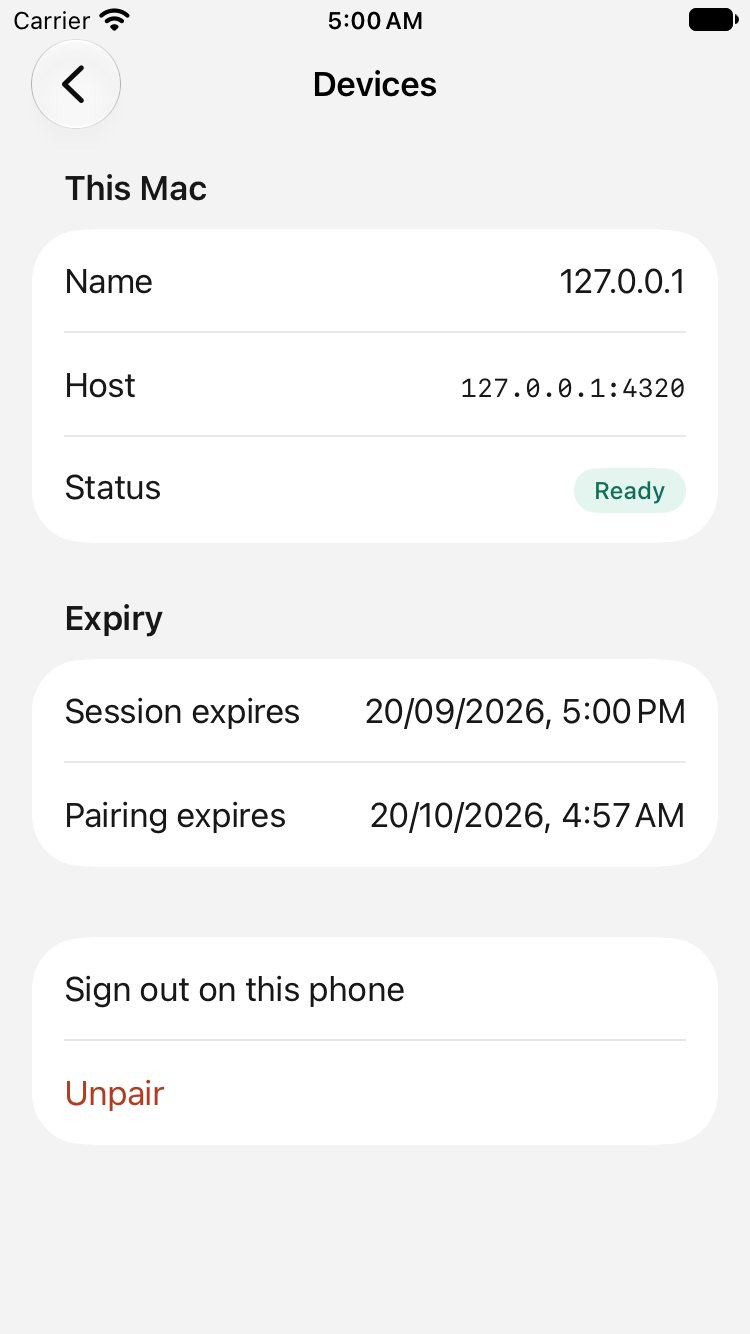 Carrier 5:00 AM
Devices
This Mac
Name 127.0.0.1
Host 127.0.0.1:4320
Status Ready
Expiry
Session expires 20/09/2026, 5:00 PM
Pairing expires 20/10/2026, 4:57 AM
Sign out on this phone
Unpair